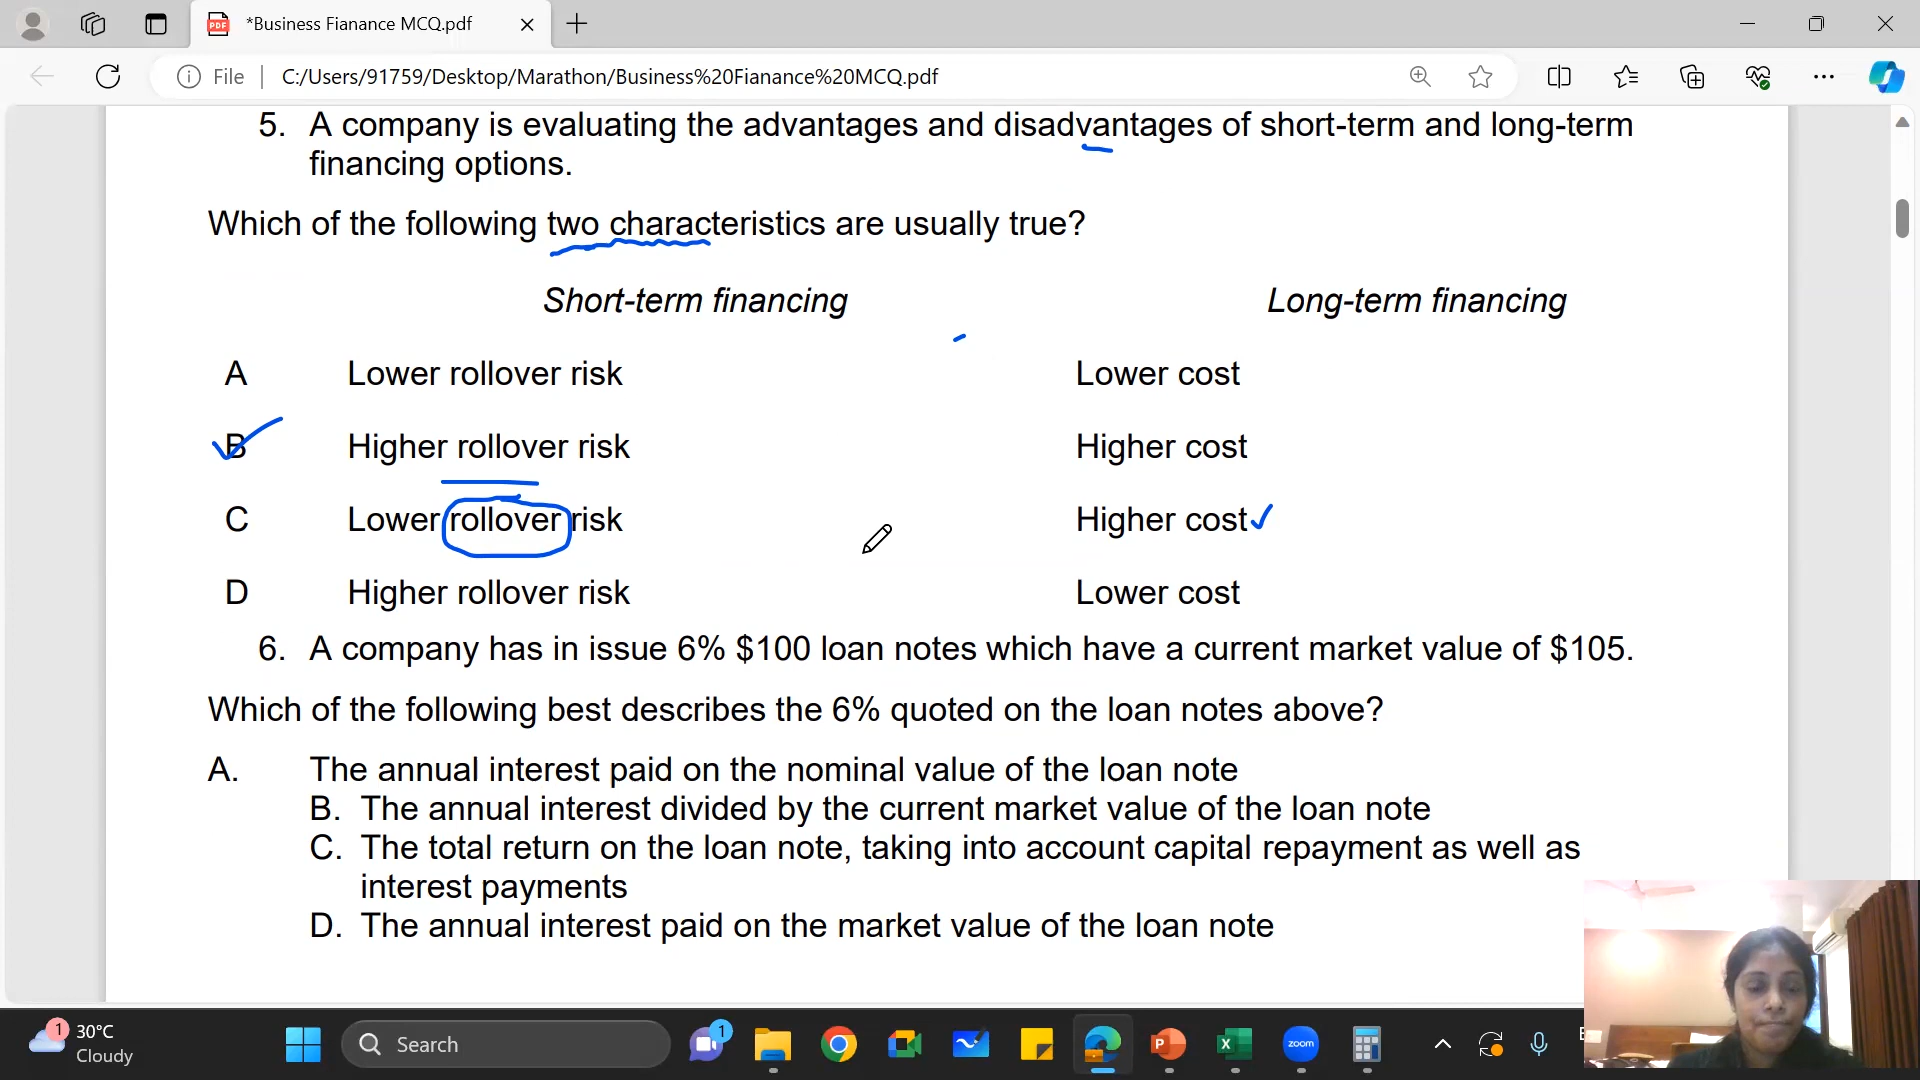 *Business Fianance MCQ.pdf
File
C:/Users/91759/Desktop/Marathon/Business%20Fianance%20MCQ.pdf
5. A company is evaluating the advantages and disadvantages of short-term and long-term
financing options.
Which of the following two characteristics are usually true?
Short-term financing Long-term financing
A Lower rollover risk Lower cost
B Higher rollover risk Higher cost
C Lower rollover risk Higher cost
D Higher rollover risk Lower cost
6. A company has in issue 6% $100 loan notes which have a current market value of $105.
Which of the following best describes the 6% quoted on the loan notes above?
A. The annual interest paid on the nominal value of the loan note
B. The annual interest divided by the current market value of the loan note
C. The total return on the loan note, taking into account capital repayment as well as
interest payments
D. The annual interest paid on the market value of the loan note
1
30°C
Cloudy
Search
1
zoom